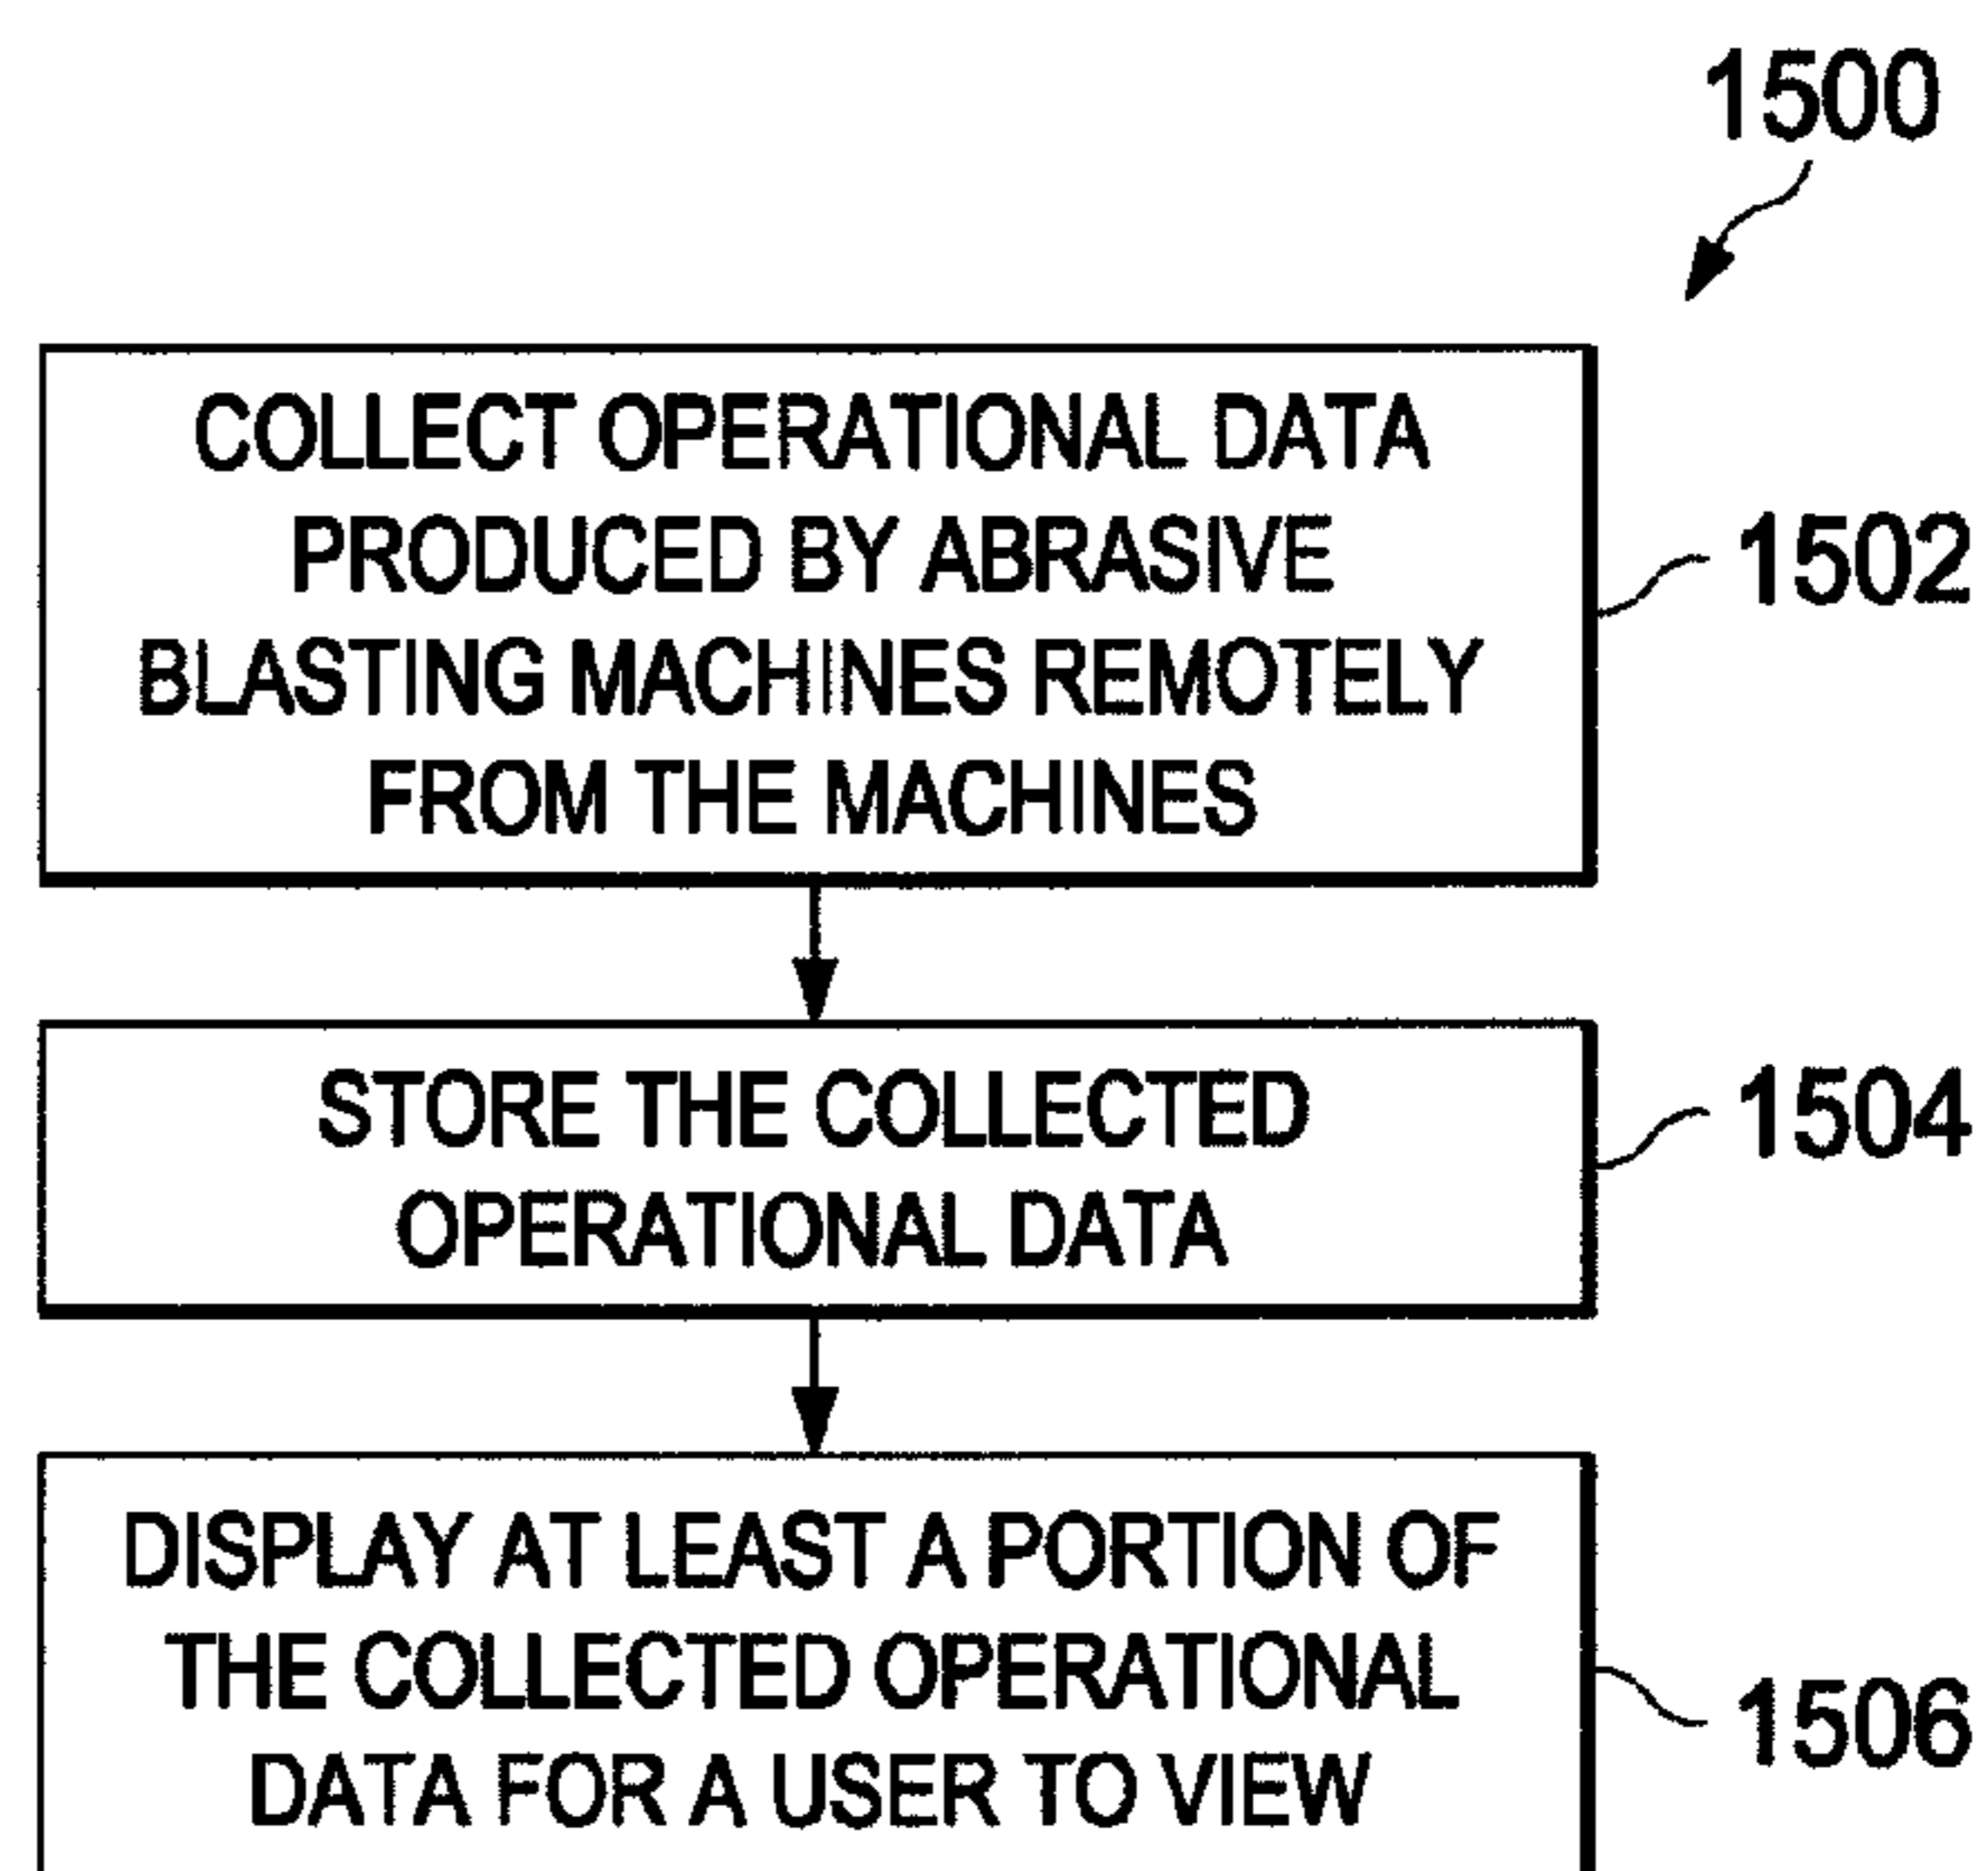 1500
COLLECT OPERATIONAL DATA
PRODUCED BY ABRASIVE
BLASTING MACHINES REMOTELY
FROM THE MACHINES
1502
STORE THE COLLECTED
OPERATIONAL DATA
1504
DISPLAY AT LEAST A PORTION OF
THE COLLECTED OPERATIONAL
DATA FOR A USER TO VIEW
1506